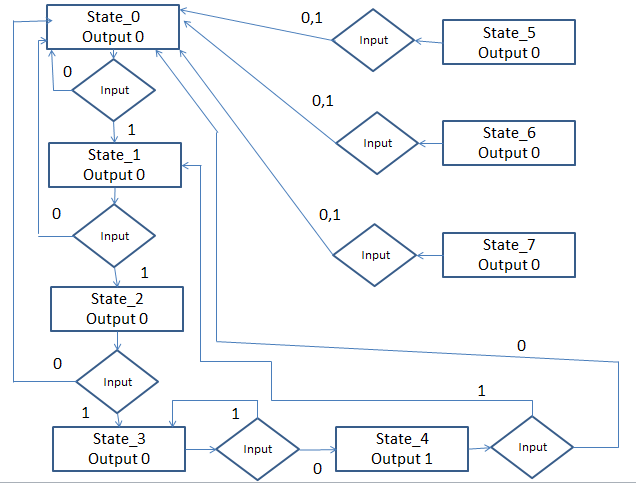 State_0
Output 0
0,1
Input
State_5
Output 0
0
Input
1
0,1
Input
State_6
Output 0
State_1
Output 0
0
Input
0,1
Input
State_7
Output 0
1
State_2
Output 0
0
0
Input
1
1
1
State_3
Output 0
Input
0
State_4
Output 1
Input